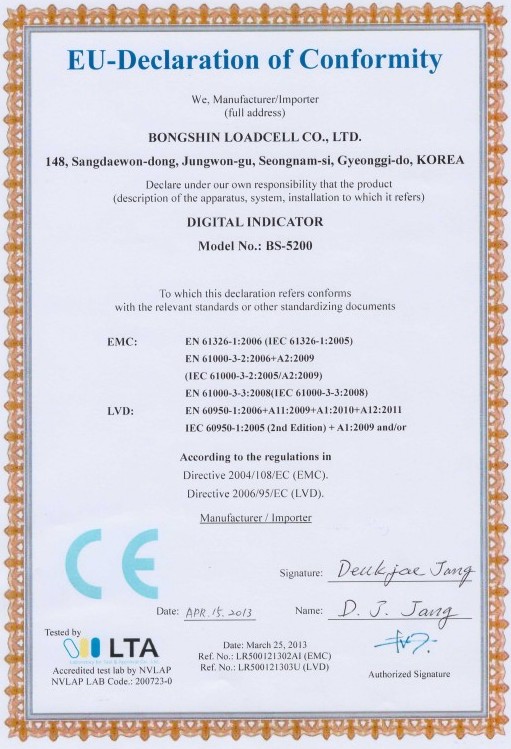 EU-Declaration of Conformity
We, Manufacturer/Importer
(full address)
BONGSHIN LOADCELL CO., LTD.
148, Sangdaewon-dong, Jungwon-gu, Seongnam-si, Gyeonggi-do, KOREA
Declare under our own responsibility that the product
(description of the apparatus, system, installation to which it refers)
DIGITAL INDICATOR
Model No.: BS-5200
To which this declaration refers conforms
with the relevant standards or other standardizing documents
EMC: EN 61326-1:2006 (IEC 61326-1:2005)
EN 61000-3-2:2006+A2:2009
(IEC 61000-3-2:2005/A2:2009)
EN 61000-3-3:2008(IEC 61000-3-3:2008)
LVD: EN 60950-1:2006+A11:2009+A1:2010+A12:2011
IEC 60950-1:2005 (2nd Edition) + A1:2009 and/or
According to the regulations in
Directive 2004/108/EC (EMC).
Directive 2006/95/EC (LVD).
Manufacturer / Importer
CE
Signature: Deukjae Jang
Date: APR. 15. 2013 Name: D. J. Jang
Tested by
LTA
Accredited test lab by NVLAP
NVLAP LAB Code.: 200723-0
Date: March 25, 2013
Ref. No.: LR500121302AI (EMC)
Ref. No.: LR500121303U (LVD)
Authorized Signature